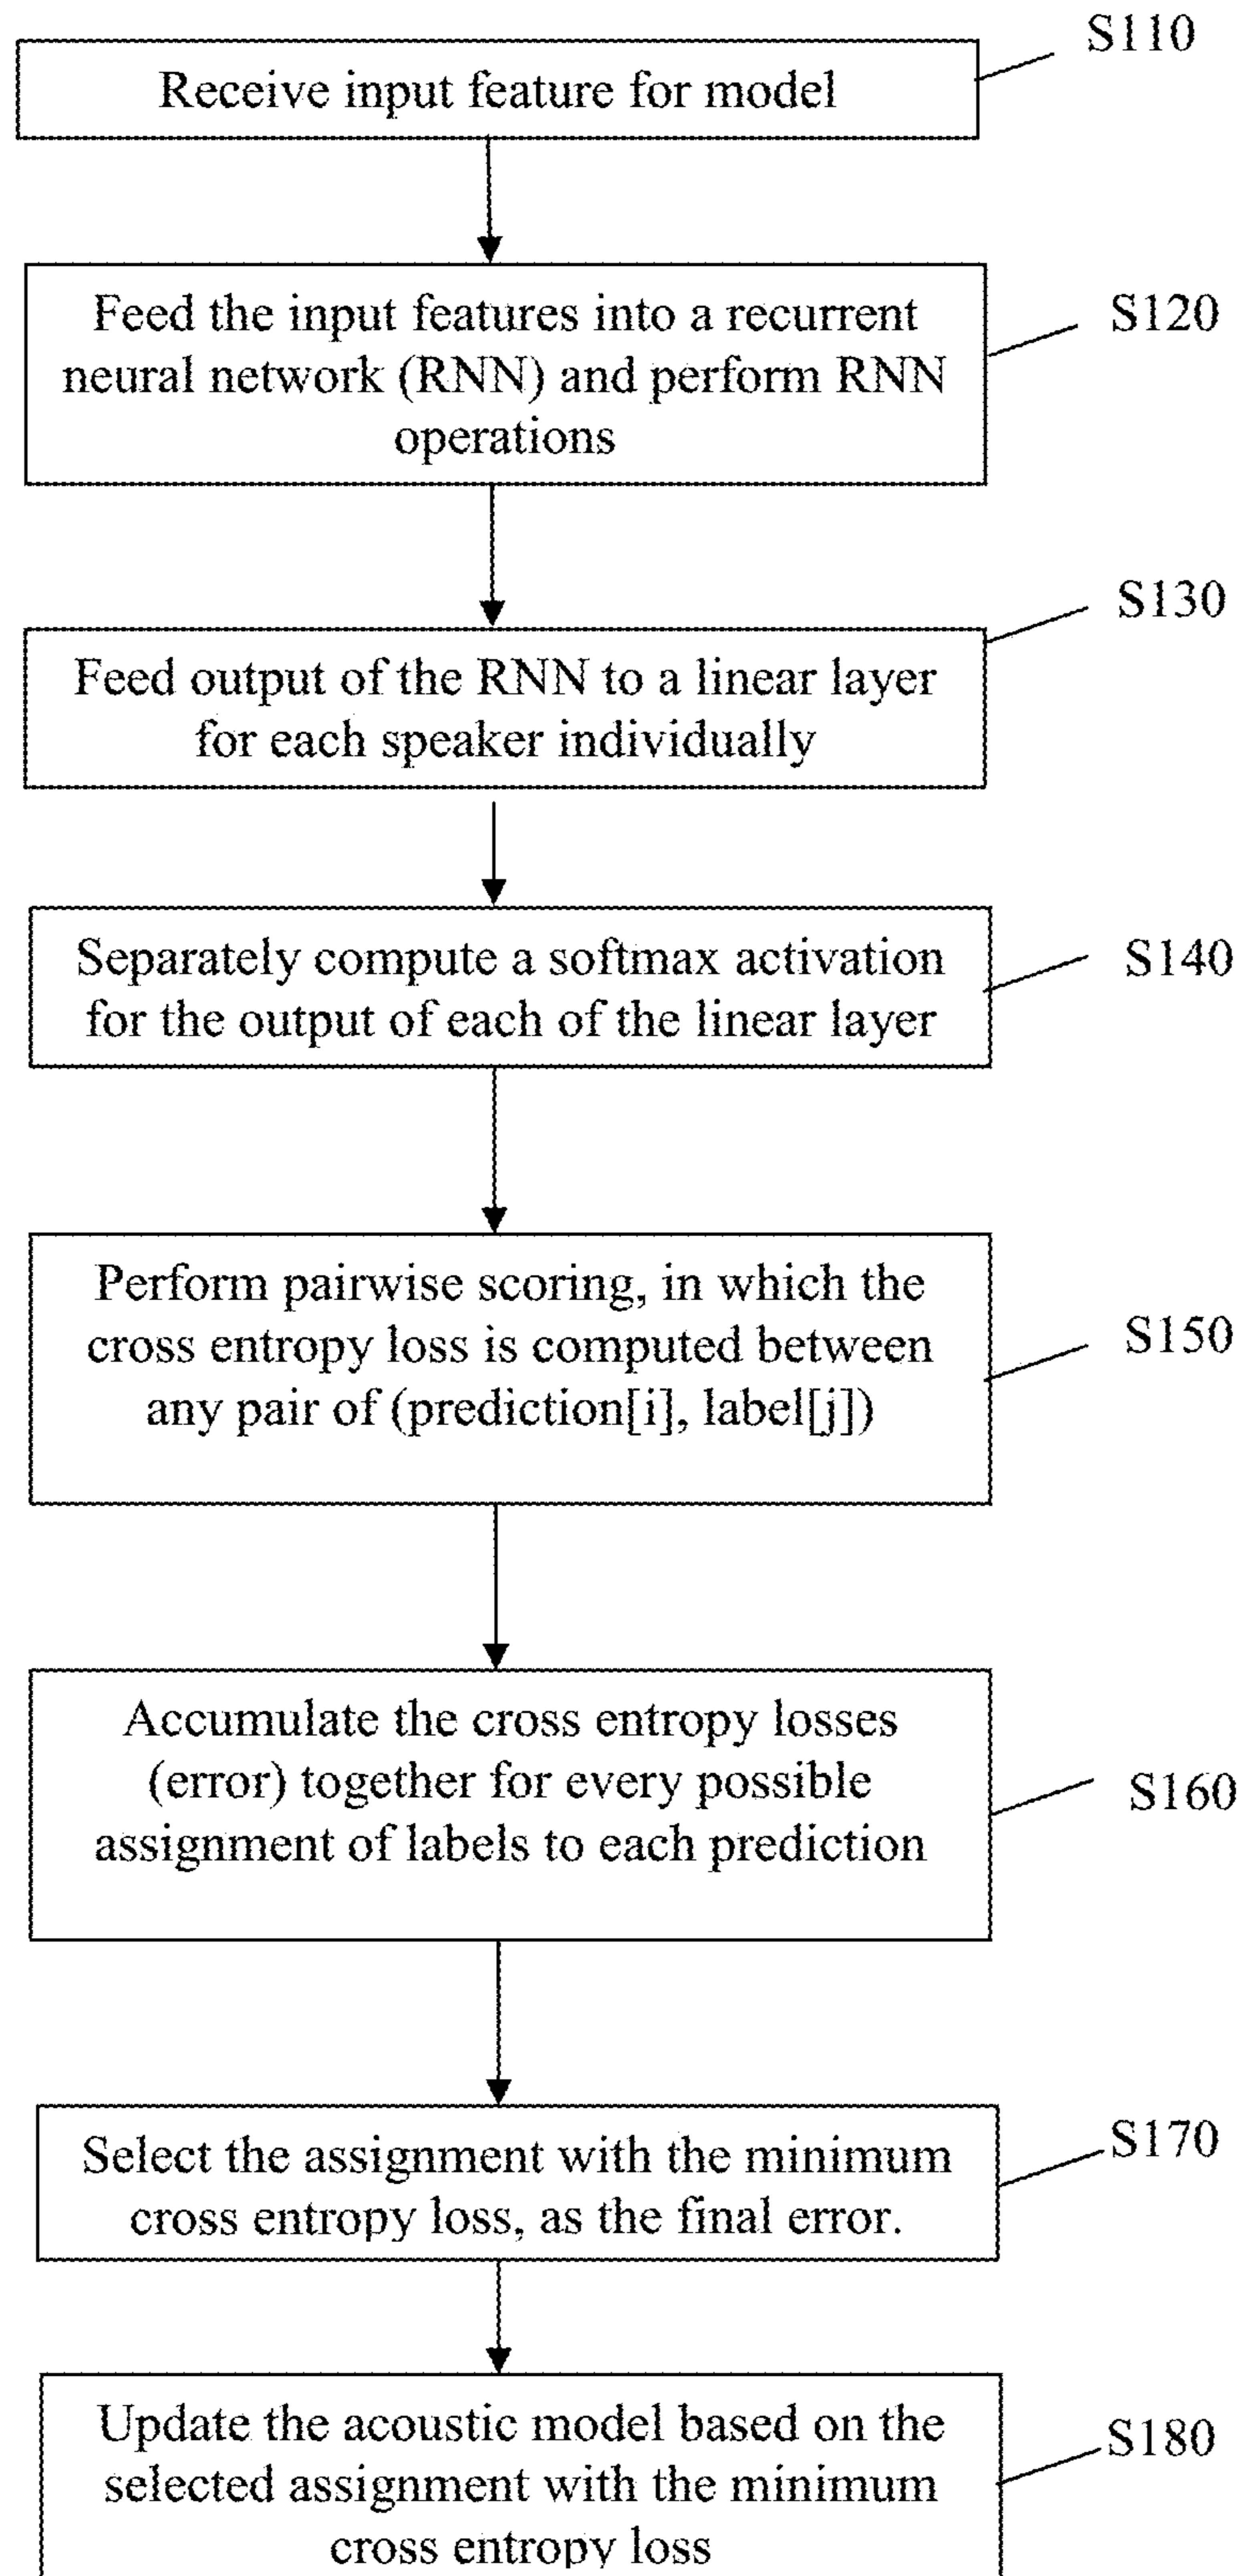 S110
Receive input feature for model
Feed the input features into a recurrent
neural network (RNN) and perform RNN
operations
S120
S130
Feed output of the RNN to a linear layer
for each speaker individually
Separately compute a softmax activation
for the output of each of the linear layer
S140
Perform pairwise scoring, in which the
cross entropy loss is computed between
any pair of (prediction[i], label[j])
S150
Accumulate the cross entropy losses
(error) together for every possible
assignment of labels to each prediction
S160
Select the assignment with the minimum
cross entropy loss, as the final error.
S170
Update the acoustic model based on the
selected assignment with the minimum
cross entropy loss
S180